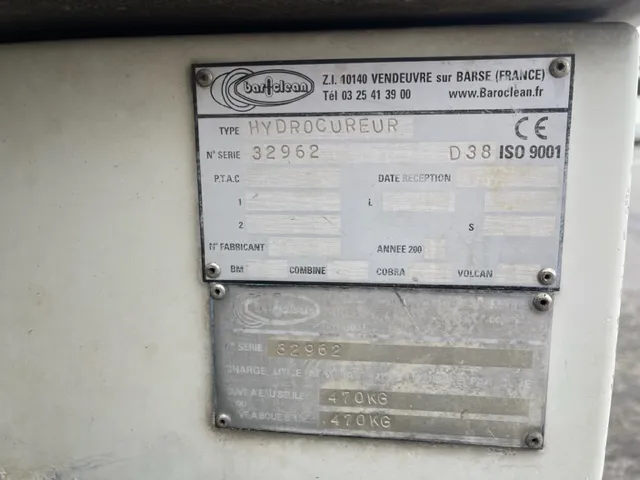 baroclean
Z.I. 10140 VENDEUVRE sur BARSE (FRANCE)
Tél 03 25 41 39 00 www.Baroclean.fr
TYPE HYDROCUREUR CE
N° SERIE 32962 D38 ISO 9001
P.T.A.C DATE RECEPTION
1 i.
2 S
N° FABRICANT ANNEE 200
BM COMBINE COBRA VOLCAN
N° SERIE 32962
CHARGE UTILE
470KG
470KG